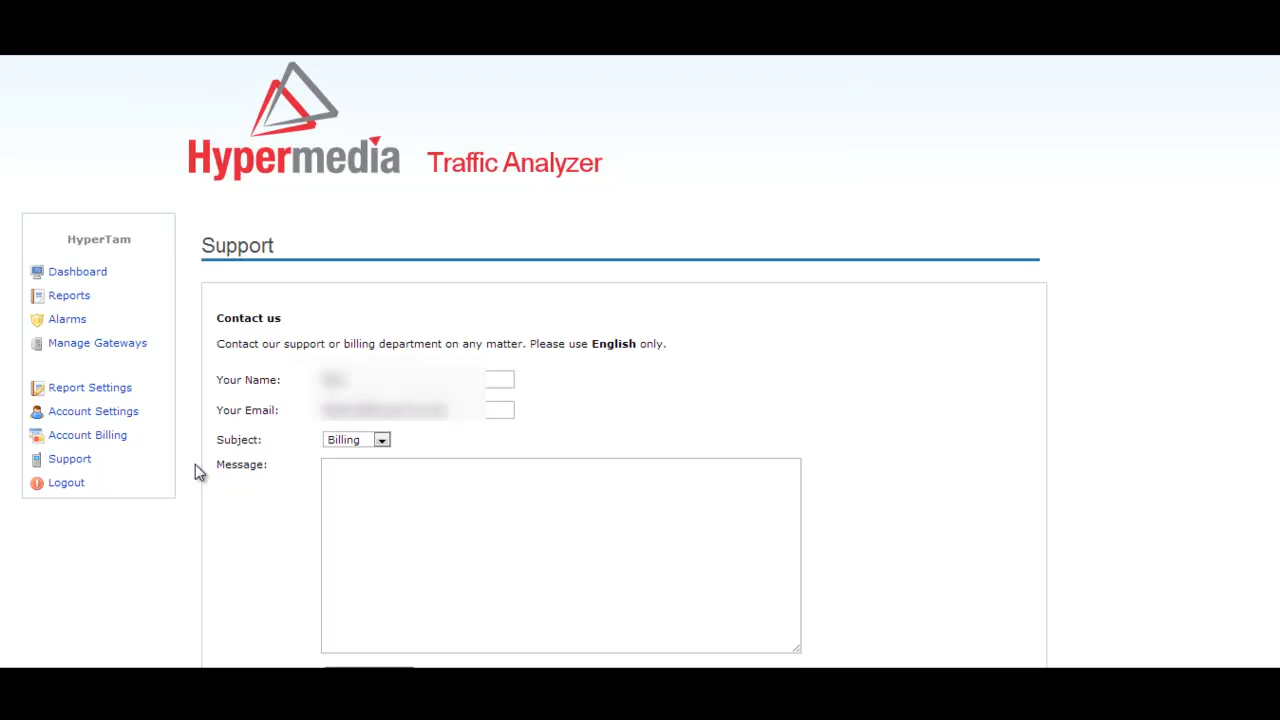 Hypermedia Traffic Analyzer
HyperTam
Dashboard
Reports
Alarms
Manage Gateways
Report Settings
Account Settings
Account Billing
Support
Logout
Support
Contact us
Contact our support or billing department on any matter. Please use English only.
Your Name:
Your Email:
Subject: Billing
Message: